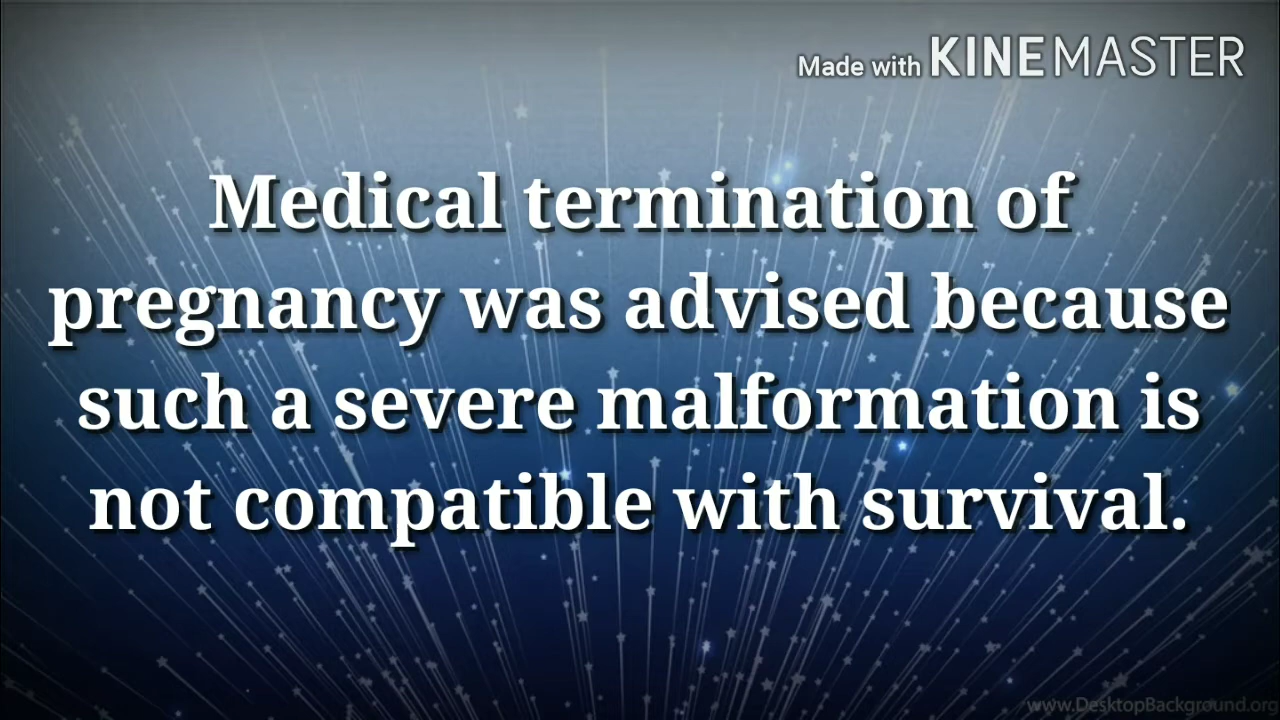 Made with KINEMASTER
Medical termination of
pregnancy was advised because
such a severe malformation is
not compatible with survival.
www.DesktopBackground.org